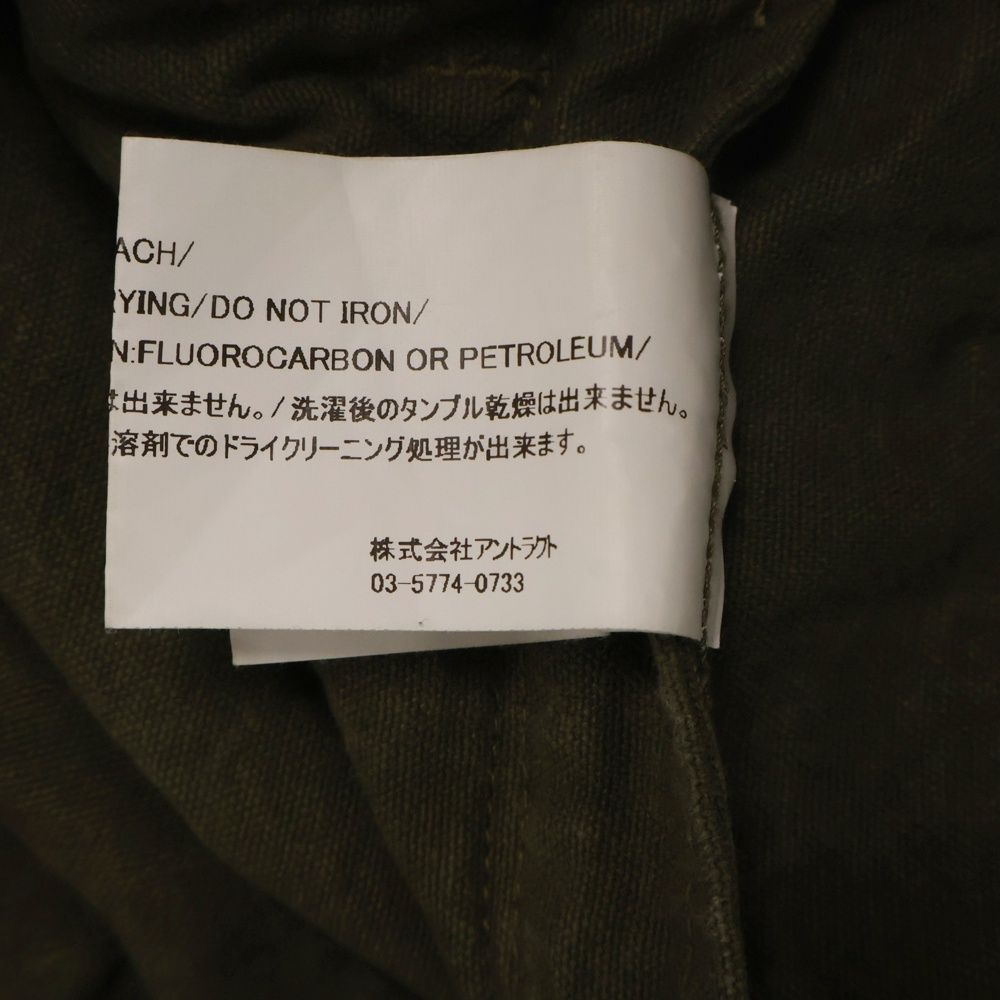 ACH/
YING/DO NOT IRON/
N:FLUOROCARBON OR PETROLEUM/
は出来ません。/洗濯後のタンブル乾燥は出来ません。
溶剤でのドライクリーニング処理が出来ます。
株式会社アントラクト
03-5774-0733